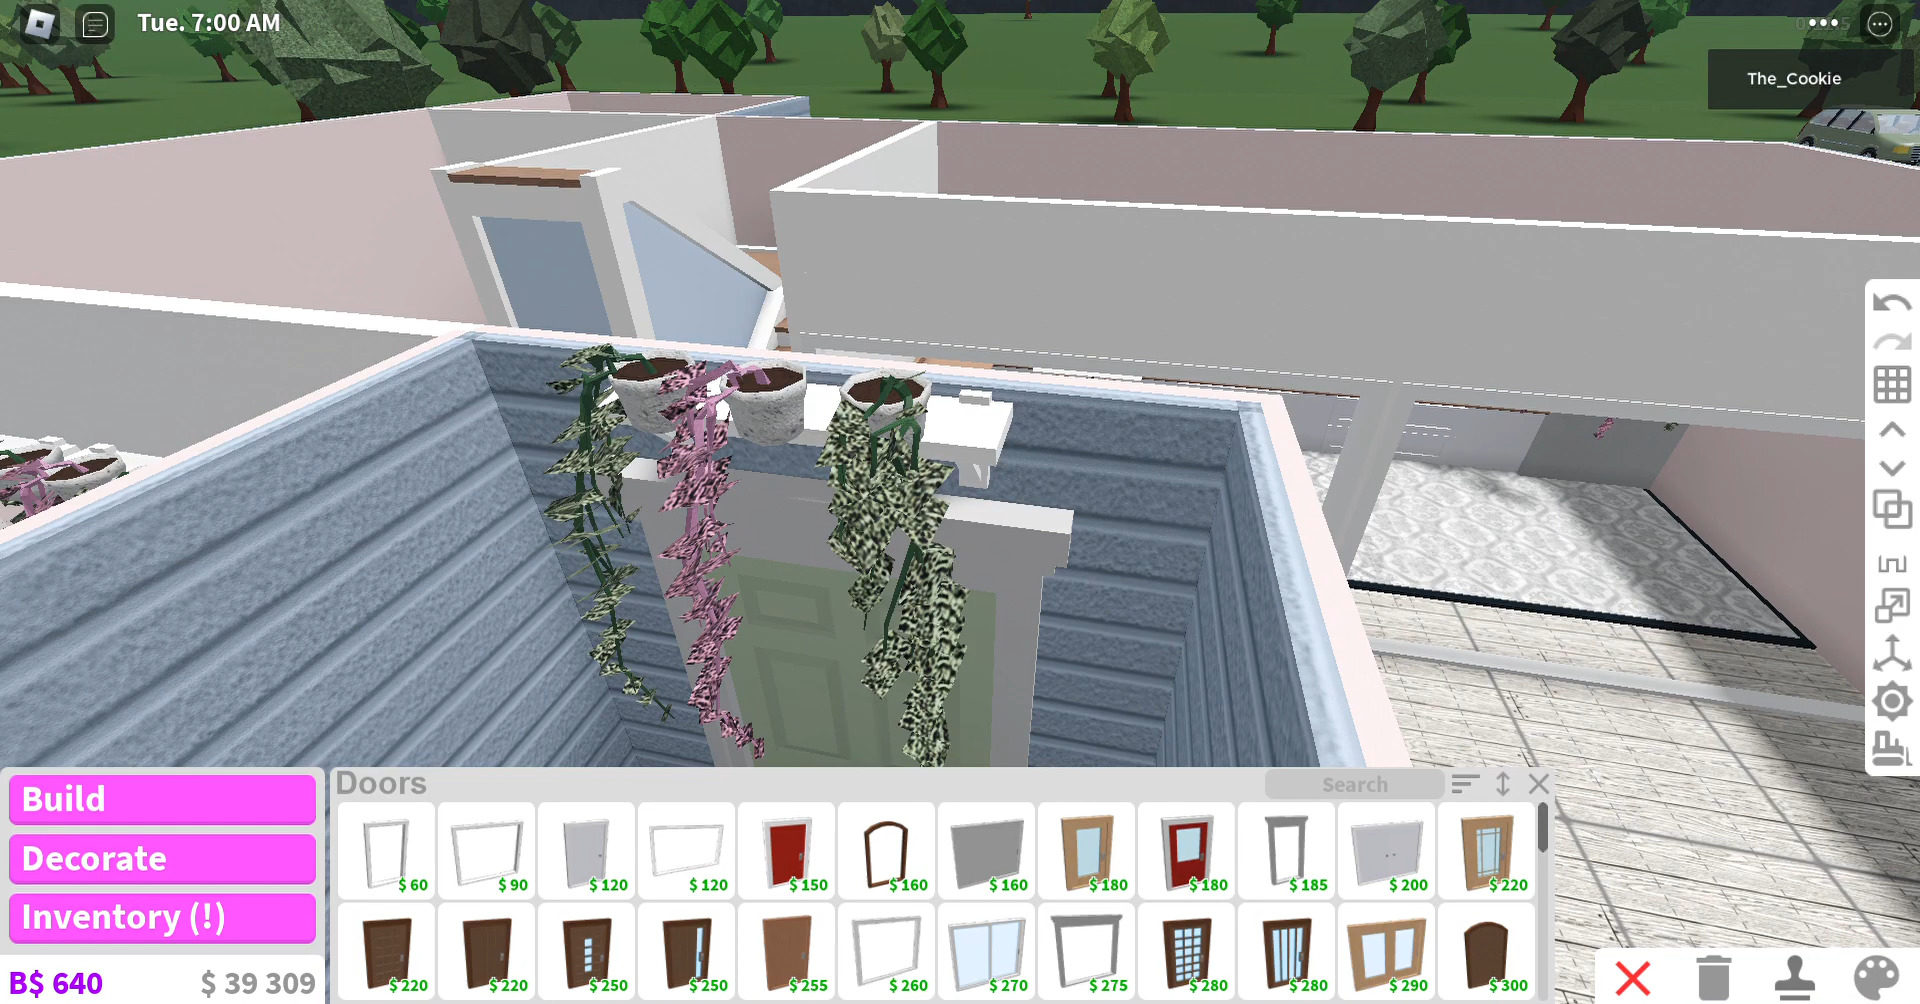 Tue. 7:00 AM
The_Cookie
Build
Decorate
Inventory (!)
B$ 640
$ 39 309
Doors
Search
$ 60
$ 90
$ 120
$ 120
$ 150
$ 160
$ 160
$ 180
$ 180
$ 185
$ 200
$ 220
$ 220
$ 220
$ 250
$ 250
$ 255
$ 260
$ 270
$ 275
$ 280
$ 280
$ 290
$ 300